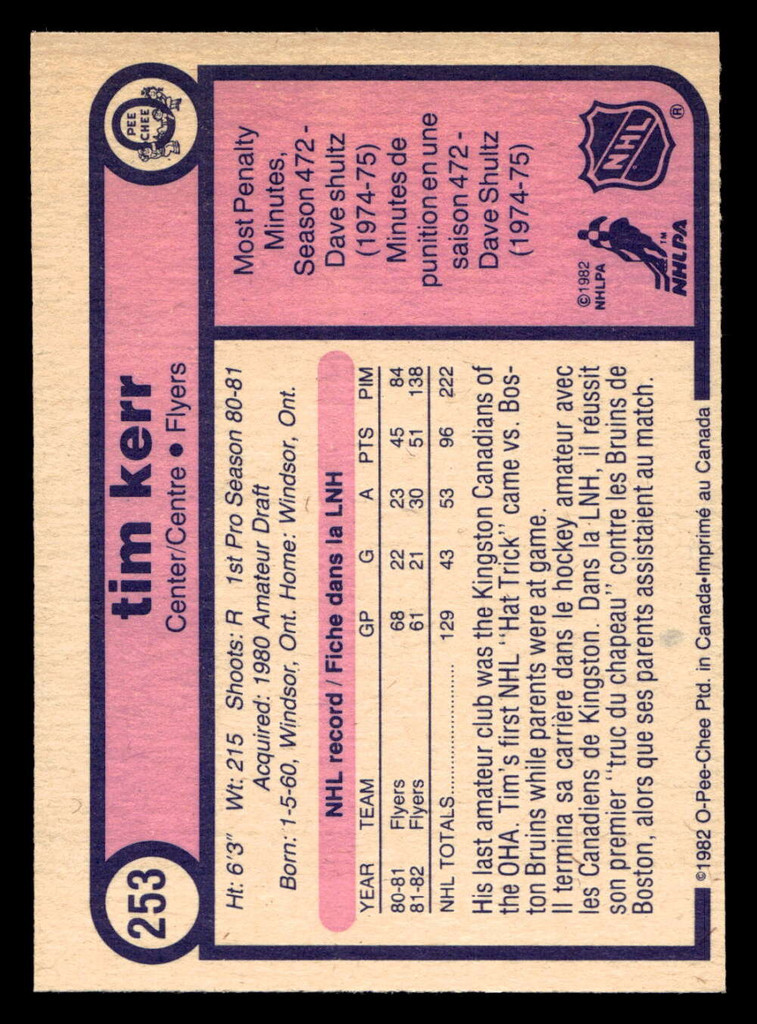 253
tim kerr
Center/Centre • Flyers
PEE
CHEE
Ht: 6'3" Wt: 215 Shoots: R 1st Pro Season 80-81
Acquired: 1980 Amateur Draft
Born: 1-5-60, Windsor, Ont. Home: Windsor, Ont.
NHL record / Fiche dans la LNH
YEAR TEAM GP G A PTS PIM
80-81 Flyers 68 22 23 45 84
81-82 Flyers 61 21 30 51 138
NHL TOTALS.................... 129 43 53 96 222
His last amateur club was the Kingston Canadians of
the OHA. Tim's first NHL "Hat Trick" came vs. Bos-
ton Bruins while parents were at game.
Il termina sa carrière dans le hockey amateur avec
les Canadiens de Kingston. Dans la LNH, il réussit
son premier "truc du chapeau" contre les Bruins de
Boston, alors que ses parents assistaient au match.
Most Penalty
Minutes,
Season 472 -
Dave shultz
(1974-75)
Minutes de
punition en une
saison 472 -
Dave Shultz
(1974-75)
©1982
NHLPA
NHLPA™
NHL®
©1982 O-Pee-Chee Ptd. in Canada•Imprimé au Canada